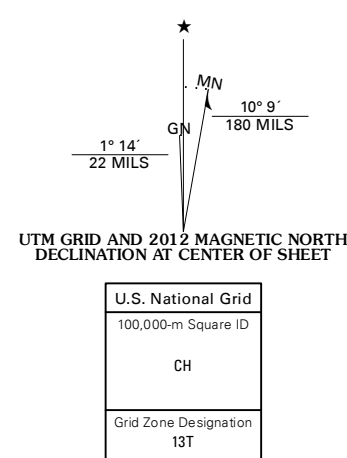 ★
MN
GN
10° 9´
180 MILS
1° 14´
22 MILS
UTM GRID AND 2012 MAGNETIC NORTH
DECLINATION AT CENTER OF SHEET
U.S. National Grid
100,000-m Square ID
CH
Grid Zone Designation
13T